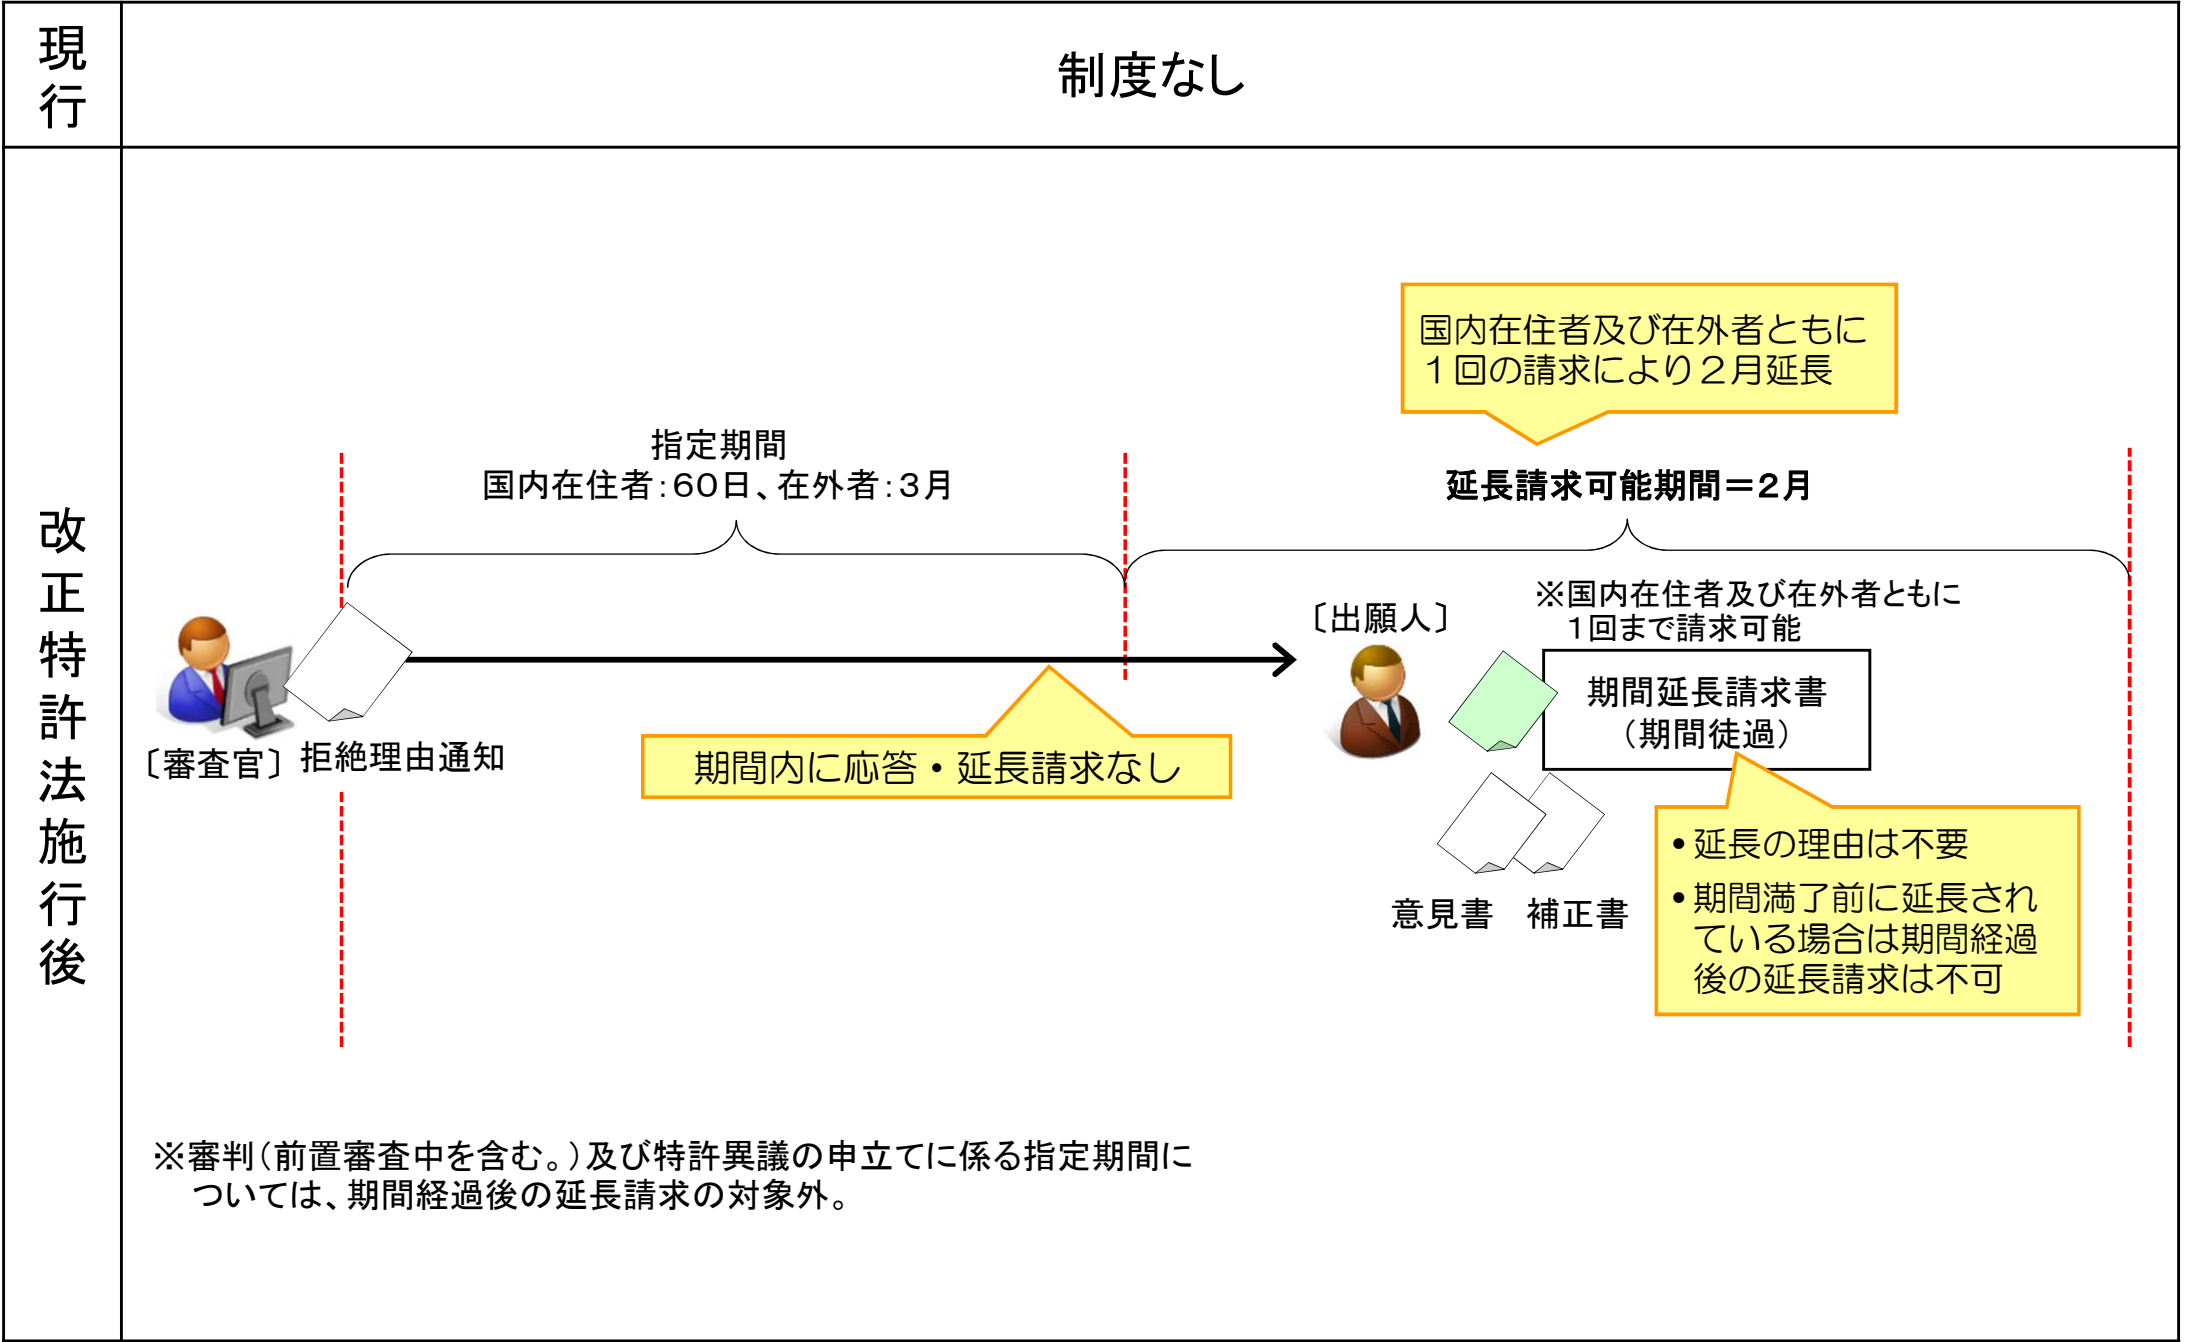 現行
制度なし
改正特許法施行後
国内在住者及び在外者ともに
１回の請求により２月延長
指定期間
国内在住者：６０日、在外者：３月
延長請求可能期間＝２月
※国内在住者及び在外者ともに
１回まで請求可能
〔出願人〕
期間延長請求書
（期間徒過）
〔審査官〕
拒絶理由通知
期間内に応答・延長請求なし
•延長の理由は不要
•期間満了前に延長され
ている場合は期間経過
後の延長請求は不可
意見書 補正書
※審判（前置審査中を含む。）及び特許異議の申立てに係る指定期間に
ついては、期間経過後の延長請求の対象外。